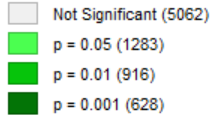 Not Significant (5062)
p = 0.05 (1283)
p = 0.01 (916)
p = 0.001 (628)